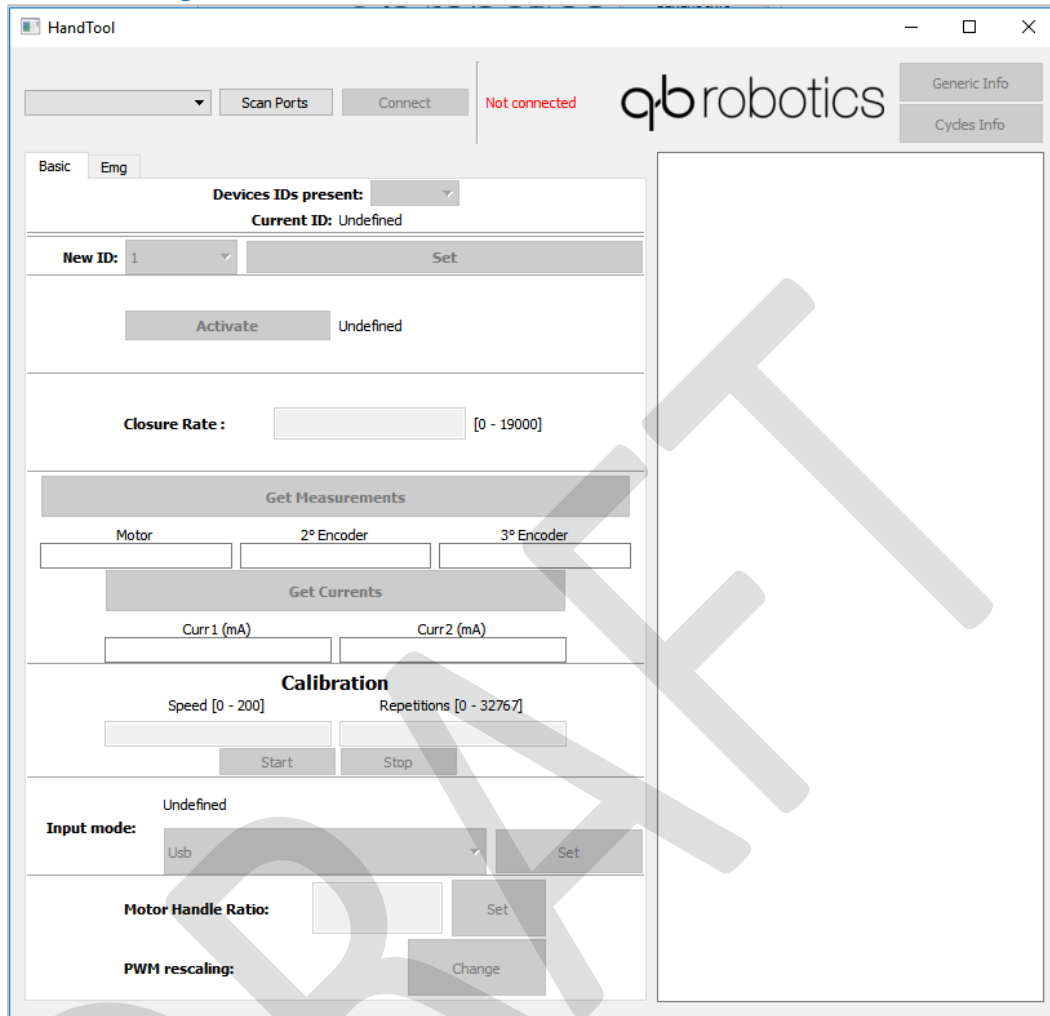 HandTool
Scan Ports Connect Not connected qbrobotics Generic Info
Cycles Info
Basic Emg
Devices IDs present:
Current ID: Undefined
New ID: 1 Set
Activate Undefined
Closure Rate : [0 - 19000]
Get Measurements
Motor 2º Encoder 3º Encoder
Get Currents
Curr1 (mA) Curr2 (mA)
Calibration
Speed [0 - 200] Repetitions [0 - 32767]
Start Stop
Undefined
Input mode:
Usb Set
Motor Handle Ratio: Set
PWM rescaling: Change
DRAFT